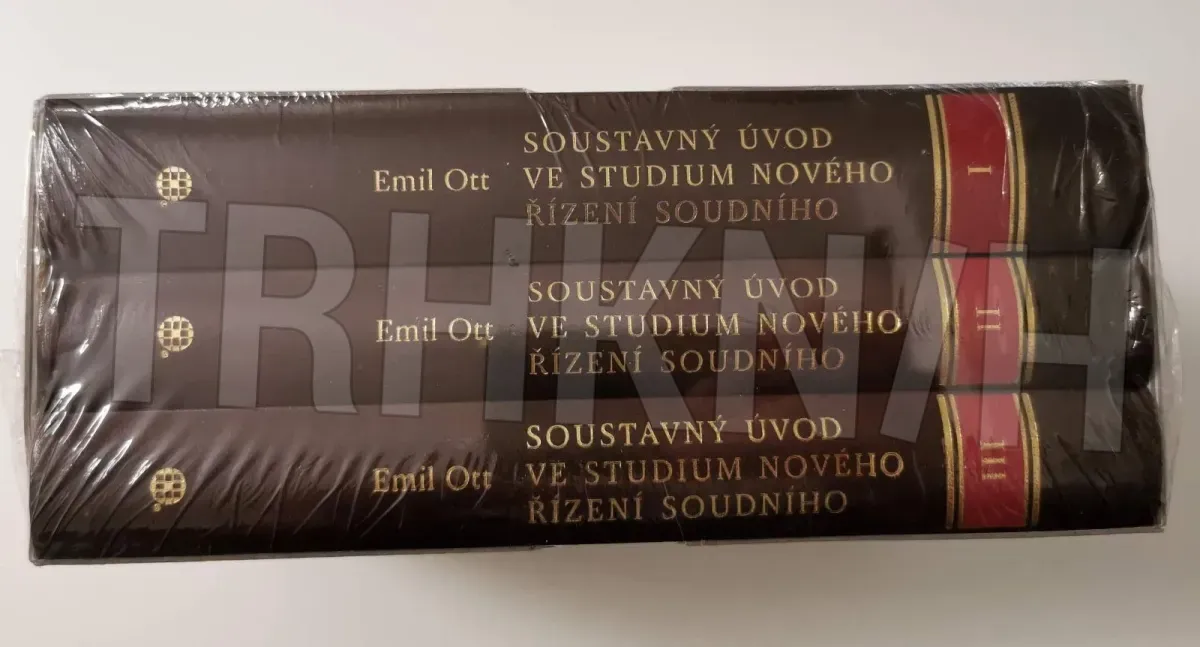 SOUSTAVNÝ ÚVOD
Emil Ott VE STUDIUM NOVÉHO
ŘÍZENÍ SOUDNÍHO
I
SOUSTAVNÝ ÚVOD
Emil Ott VE STUDIUM NOVÉHO
ŘÍZENÍ SOUDNÍHO
II
SOUSTAVNÝ ÚVOD
Emil Ott VE STUDIUM NOVÉHO
ŘÍZENÍ SOUDNÍHO
III
TRHKNIH